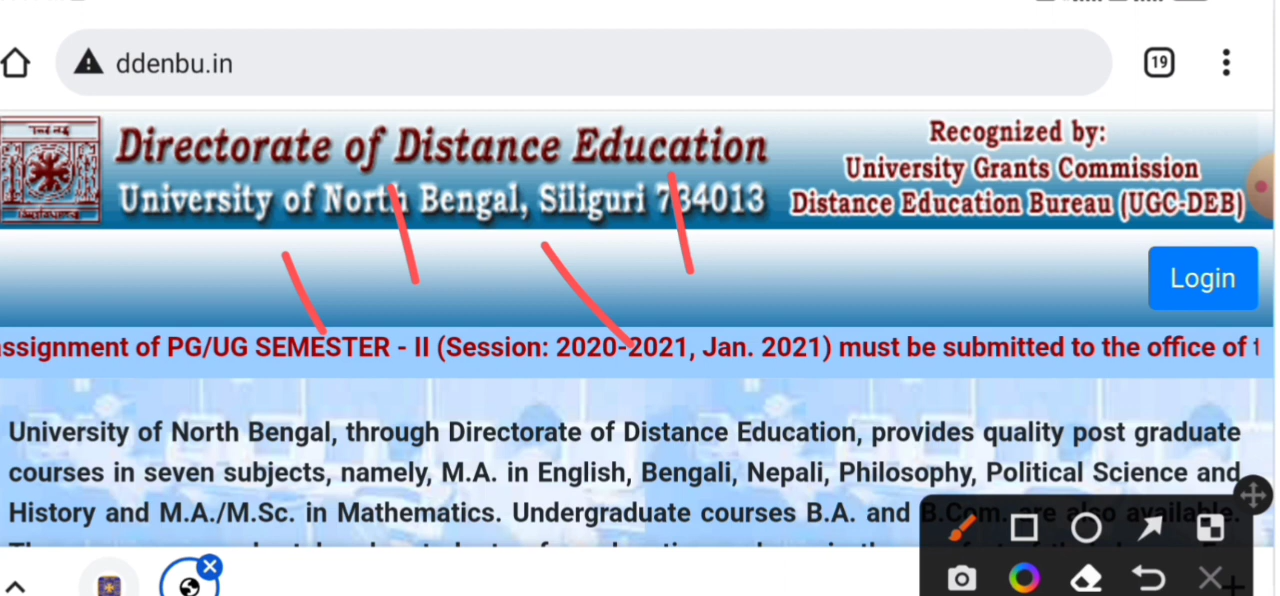 ddenbu.in
19
Directorate of Distance Education
University of North Bengal, Siliguri 734013
Recognized by:
University Grants Commission
Distance Education Bureau (UGC-DEB)
Login
assignment of PG/UG SEMESTER - II (Session: 2020-2021, Jan. 2021) must be submitted to the office of
University of North Bengal, through Directorate of Distance Education, provides quality post graduate
courses in seven subjects, namely, M.A. in English, Bengali, Nepali, Philosophy, Political Science and
History and M.A./M.Sc. in Mathematics. Undergraduate courses B.A. and B.Com. are also available.